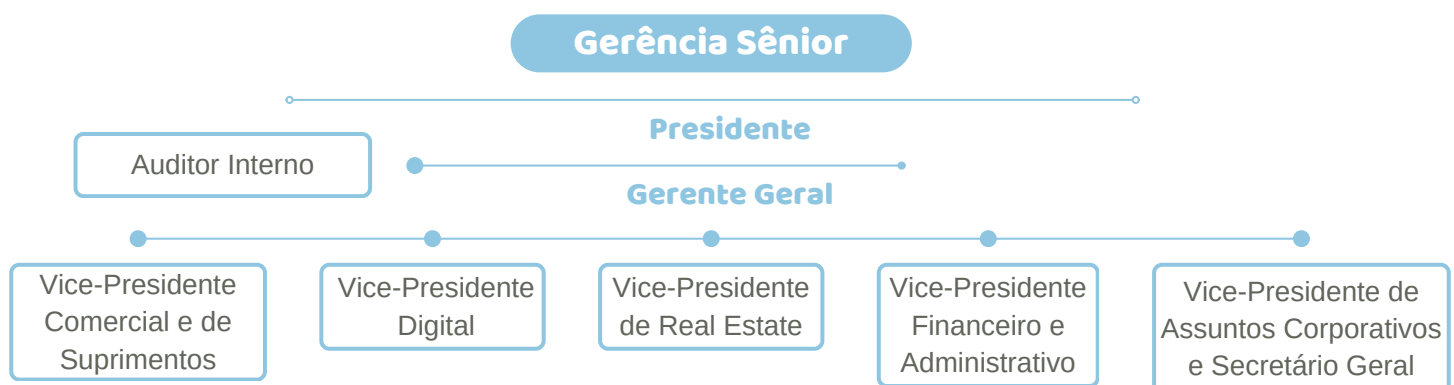 Gerência Sênior
Presidente
Auditor Interno
Gerente Geral
Vice-Presidente
Comercial e de
Suprimentos
Vice-Presidente
Digital
Vice-Presidente
de Real Estate
Vice-Presidente
Financeiro e
Administrativo
Vice-Presidente de
Assuntos Corporativos
e Secretário Geral